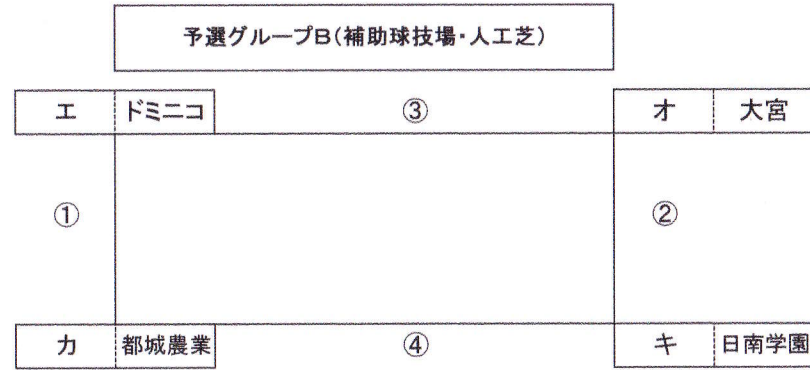 予選グループB(補助球技場・人工芝)
エ ドミニコ ③ オ 大宮
① ②
カ 都城農業 ④ キ 日南学園